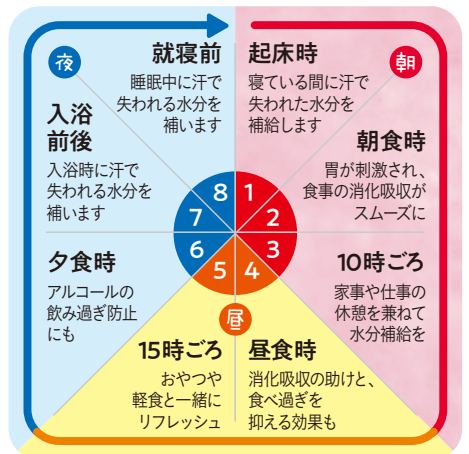 朝
1
起床時
寝ている間に汗で
失われた水分を
補給します
2
朝食時
胃が刺激され、
食事の消化吸収が
スムーズに
3
10時ごろ
家事や仕事の
休憩を兼ねて
水分補給を
昼
4
昼食時
消化吸収の助けと、
食べ過ぎを
抑える効果も
5
15時ごろ
おやつや
軽食と一緒に
リフレッシュ
夜
6
夕食時
アルコールの
飲み過ぎ防止
にも
7
入浴
前後
入浴時に汗で
失われる水分を
補います
8
就寝前
睡眠中に汗で
失われる水分を
補います